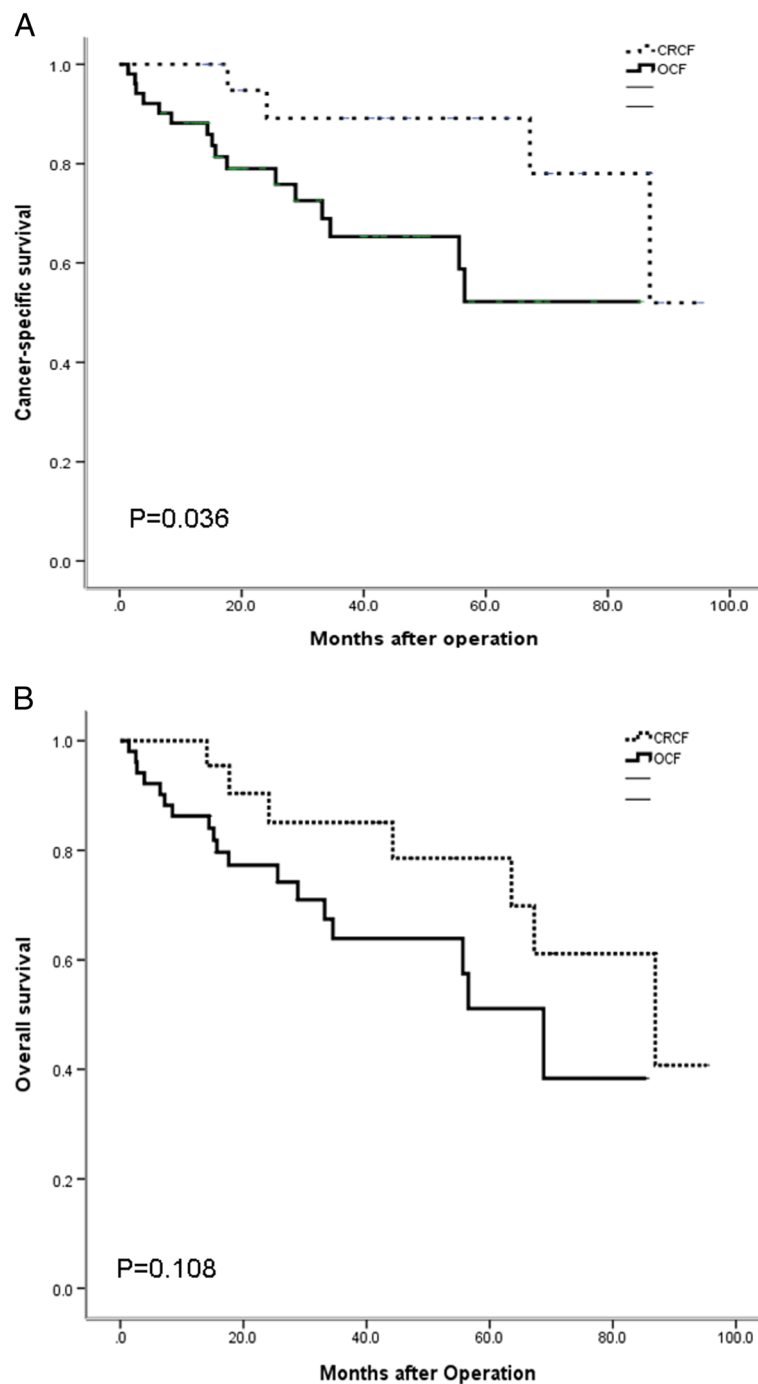 A
CRCF
OCF
1.0
0.8
0.6
0.4
0.2
0.0
Cancer-specific survival
P=0.036
.0 20.0 40.0 60.0 80.0 100.0
Months after operation
B
CRCF
OCF
1.0
0.8
0.6
0.4
0.2
0.0
Overall survival
P=0.108
.0 20.0 40.0 60.0 80.0 100.0
Months after Operation